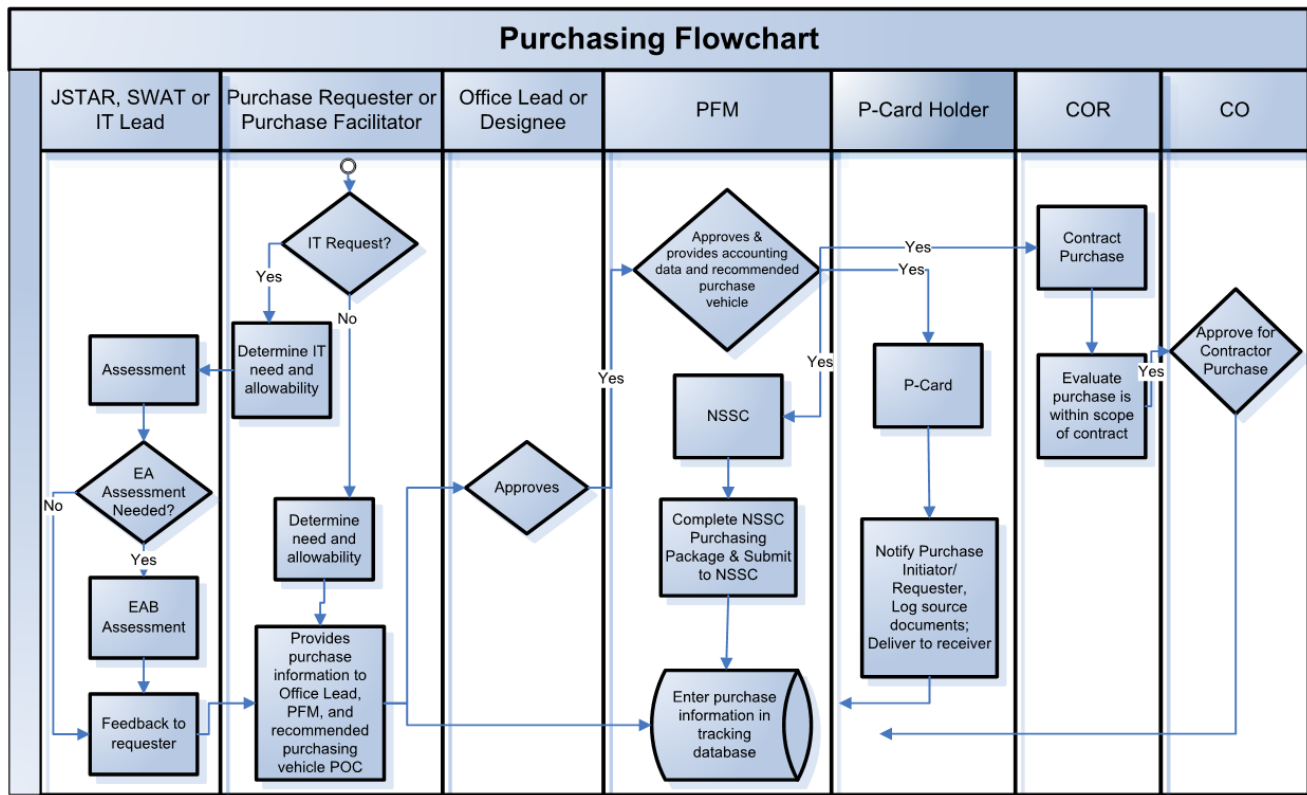 Purchasing Flowchart
JSTAR, SWAT or
IT Lead
Purchase Requester or
Purchase Facilitator
Office Lead or
Designee
PFM
P-Card Holder
COR
CO
IT Request?
Yes
No
Determine IT
need and
allowability
Assessment
EA
Assessment
Needed?
No
Yes
EAB
Assessment
Feedback to
requester
Determine
need and
allowability
Provides
purchase
information to
Office Lead,
PFM, and
recommended
purchasing
vehicle POC
Approves
Yes
Approves &
provides accounting
data and recommended
purchase
vehicle
Yes
Yes
Yes
NSSC
Complete NSSC
Purchasing
Package & Submit
to NSSC
Enter purchase
information in
tracking
database
P-Card
Notify Purchase
Initiator/
Requester,
Log source
documents;
Deliver to receiver
Contract
Purchase
Evaluate
purchase is
within scope
of contract
Yes
Approve for
Contractor
Purchase